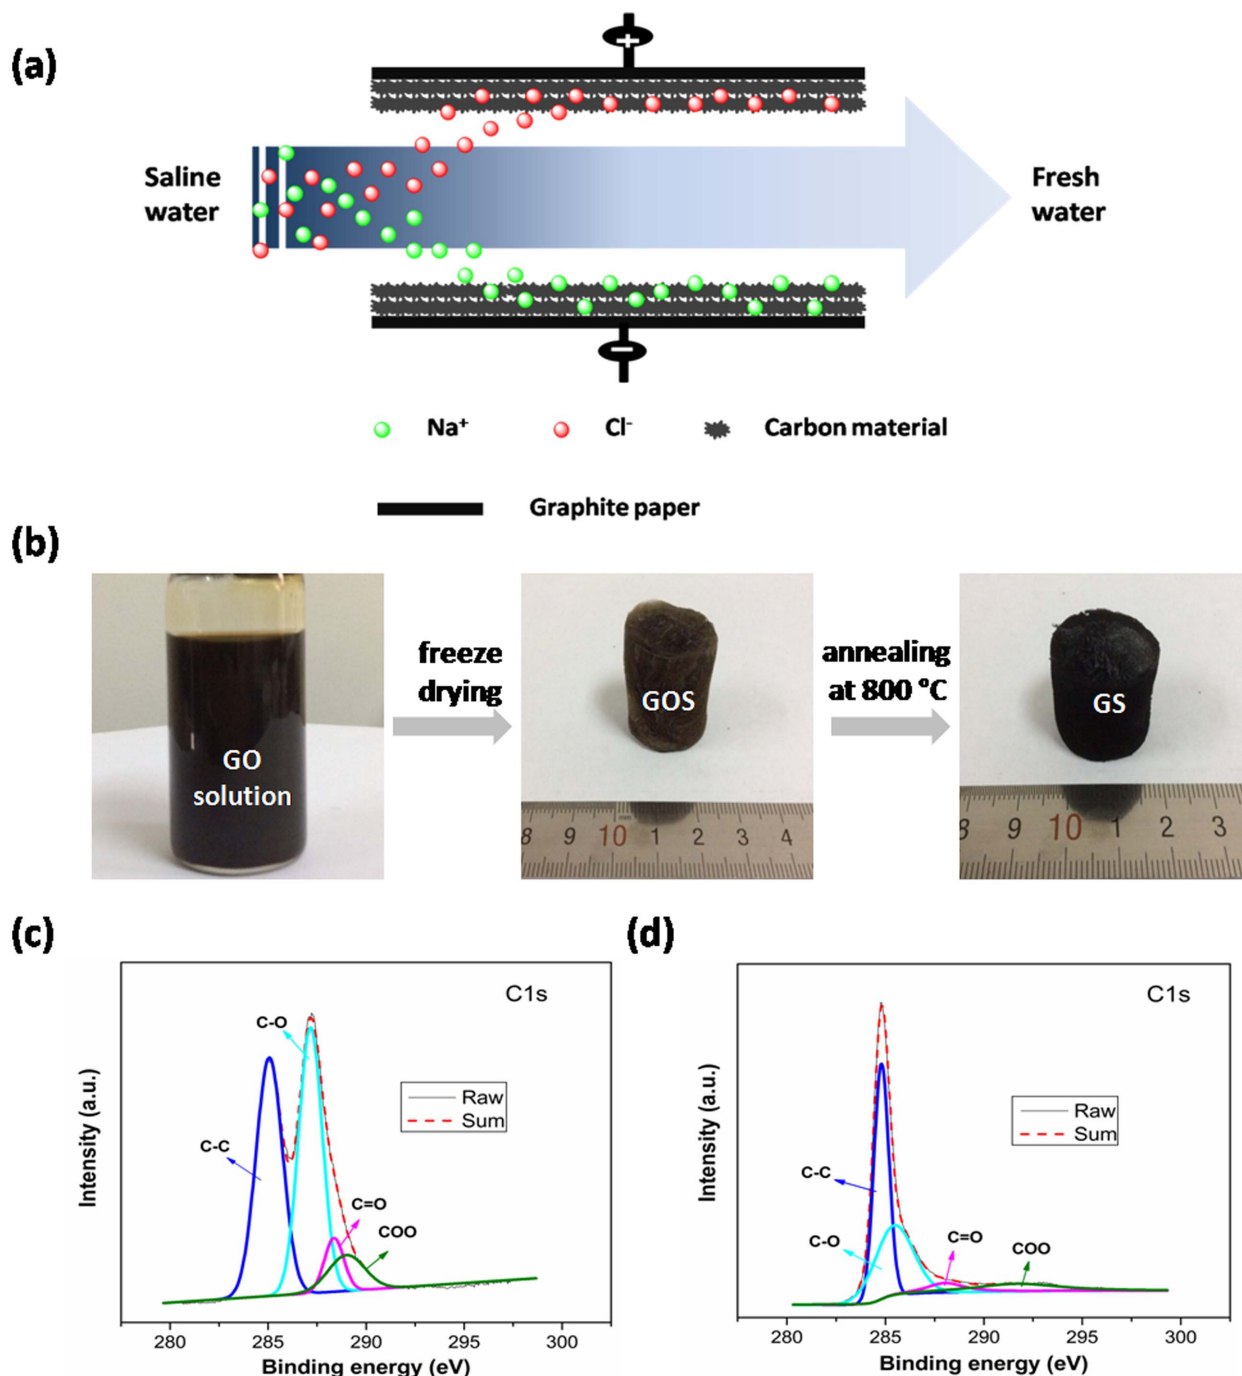 (a)
+
Saline
water
Fresh
water
−
Na⁺
Cl⁻
Carbon material
Graphite paper
(b)
GO
solution
freeze
drying
GOS
8 9 10 mm 1 2 3 4
annealing
at 800 °C
GS
8 9 10 1 2 3
(c)
C1s
C-O
Raw
Sum
C-C
C=O
COO
Intensity (a.u.)
280 285 290 295 300
Binding energy (eV)
(d)
C1s
Raw
Sum
C-C
C-O
C=O
COO
Intensity (a.u.)
280 285 290 295 300
Binding energy (eV)